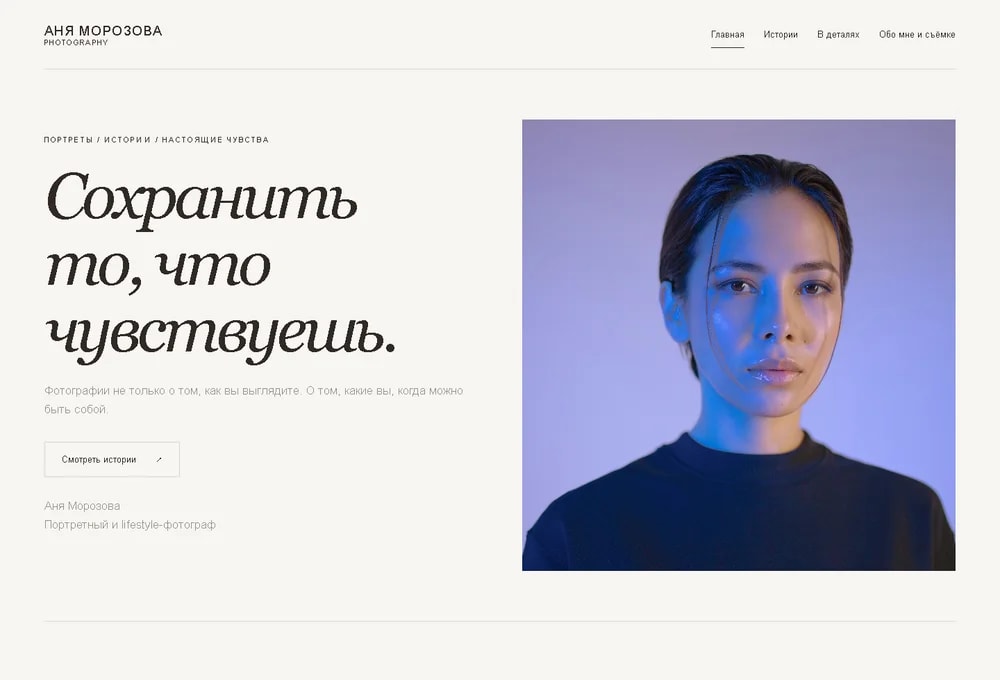 АНЯ МОРОЗОВА
PHOTOGRAPHY
Главная Истории В деталях Обо мне и съёмке
ПОРТРЕТЫ / ИСТОРИИ / НАСТОЯЩИЕ ЧУВСТВА
Сохранить
то, что
чувствуешь.
Фотографии не только о том, как вы выглядите. О том, какие вы, когда можно
быть собой.
Смотреть истории ↗
Аня Морозова
Портретный и lifestyle-фотограф